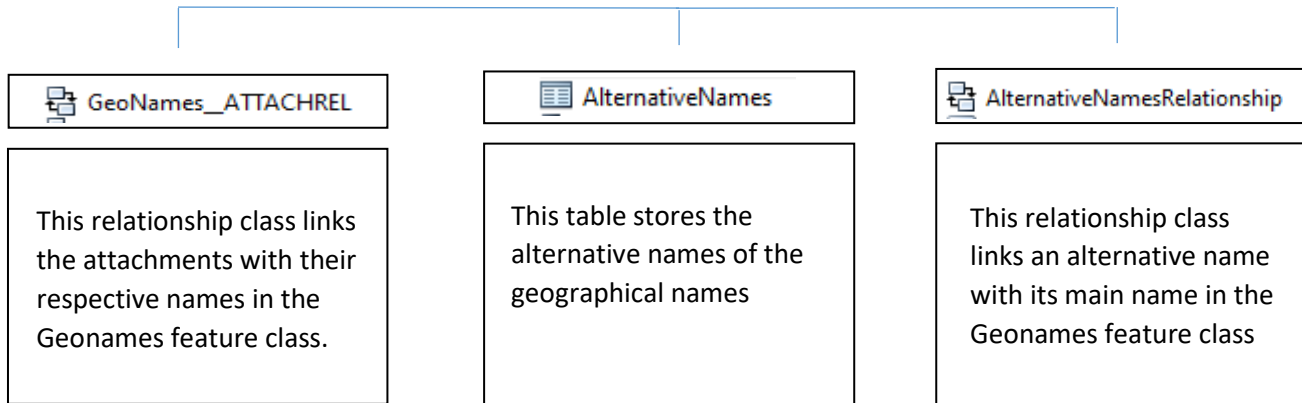 GeoNames__ATTACHREL
This relationship class links
the attachments with their
respective names in the
Geonames feature class.
AlternativeNames
This table stores the
alternative names of the
geographical names
AlternativeNamesRelationship
This relationship class
links an alternative name
with its main name in the
Geonames feature class